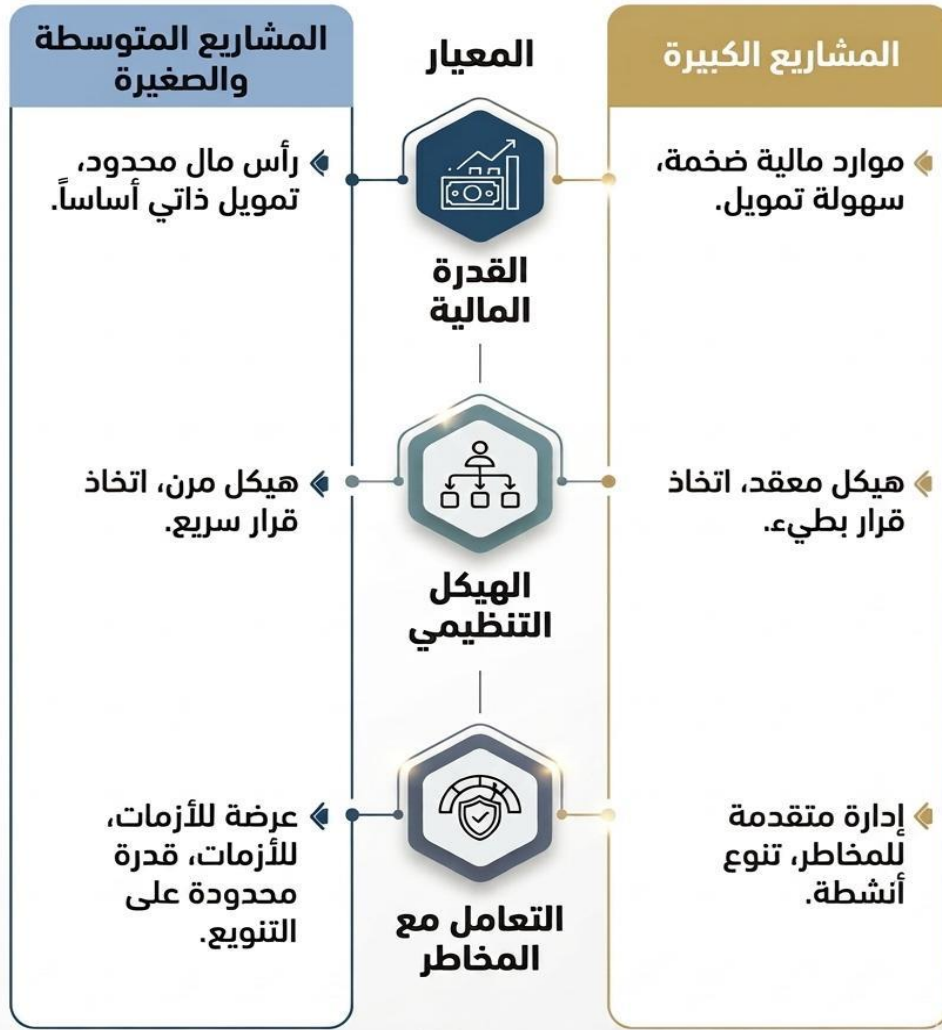 المشاريع الكبيرة
المعيار
المشاريع المتوسطة
والصغيرة
موارد مالية ضخمة،
سهولة تمويل.
القدرة
المالية
رأس مال محدود،
تمويل ذاتي أساساً.
هيكل معقد، اتخاذ
قرار بطيء.
الهيكل
التنظيمي
هيكل مرن، اتخاذ
قرار سريع.
إدارة متقدمة
للمخاطر، تنوع
أنشطة.
التعامل مع
المخاطر
عرضة للأزمات،
للأزمات، قدرة
محدودة على
التنويع.